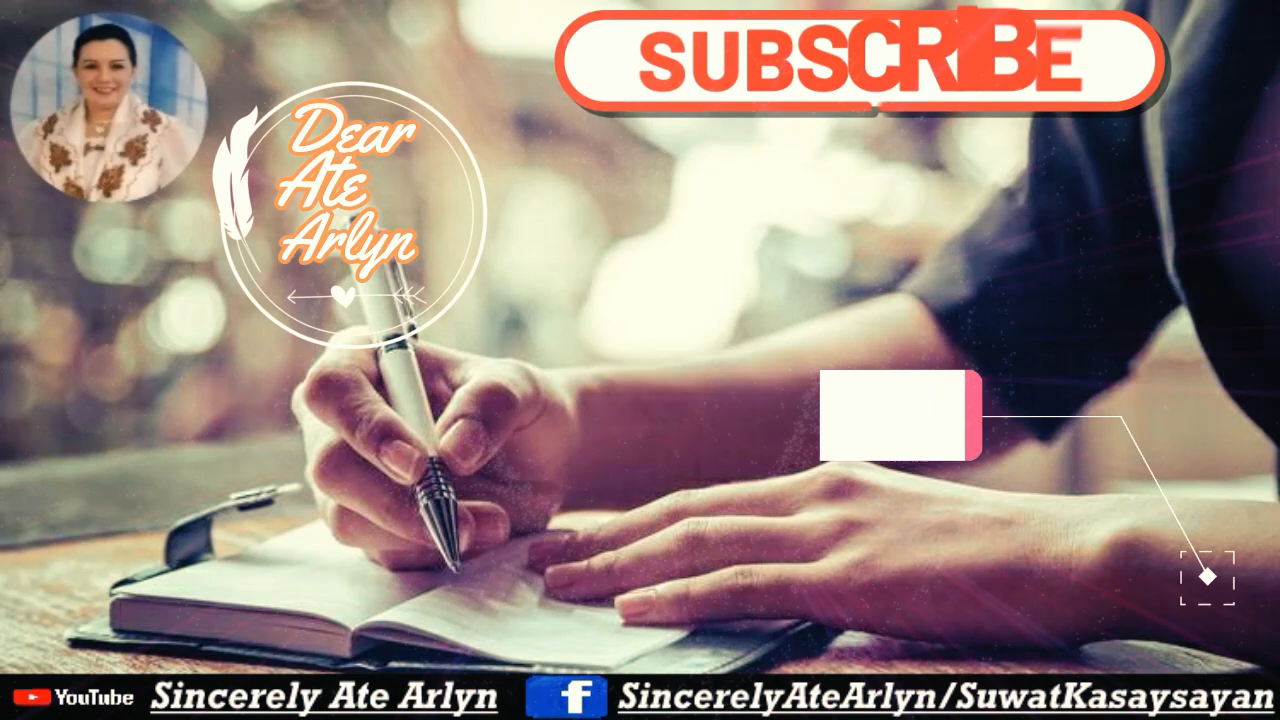 SUBSCRIBE
Dear
Ate
Arlyn
YouTube Sincerely Ate Arlyn f SincerelyAteArlyn/SuwatKasaysayan